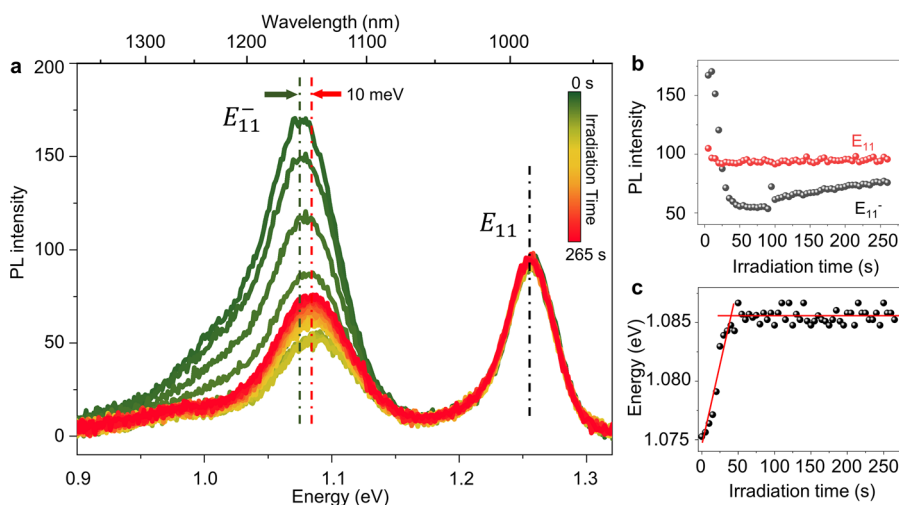 Wavelength (nm)
1300 1200 1100 1000
a
200
150
100
50
0
PL intensity
E₁₁⁻
10 meV
E₁₁
0 s
Irradiation Time
265 s
0.9 1.0 1.1 1.2 1.3
Energy (eV)
b
150
100
50
PL intensity
E₁₁
E₁₁⁻
0 50 100 150 200 250
Irradiation time (s)
c
1.085
1.080
1.075
Energy (eV)
0 50 100 150 200 250
Irradiation time (s)